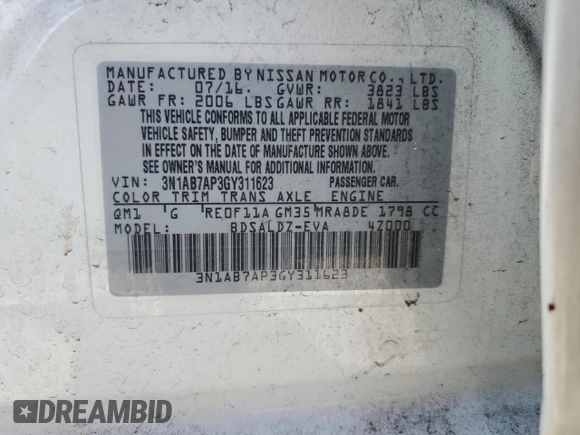 MANUFACTURED BY NISSAN MOTOR CO., LTD.
DATE: 07/16. GVWR: 3823 LBS
GAWR FR: 2006 LBS GAWR RR: 1841 LBS
THIS VEHICLE CONFORMS TO ALL APPLICABLE FEDERAL MOTOR
VEHICLE SAFETY, BUMPER AND THEFT PREVENTION STANDARDS
IN EFFECT ON THE DATE OF MANUFACTURE SHOWN ABOVE.
SEE OWNER'S MANUAL FOR ADDITIONAL INFORMATION.
VIN: 3N1AB7AP3GY311623 PASSENGER CAR.
COLOR TRIM TRANS AXLE ENGINE
QM1 G RE0F11A GM35 MRA8DE 1798 CC
MODEL: BDSALDZ-EVA 4Z000
3N1AB7AP3GY311623
DREAMBID